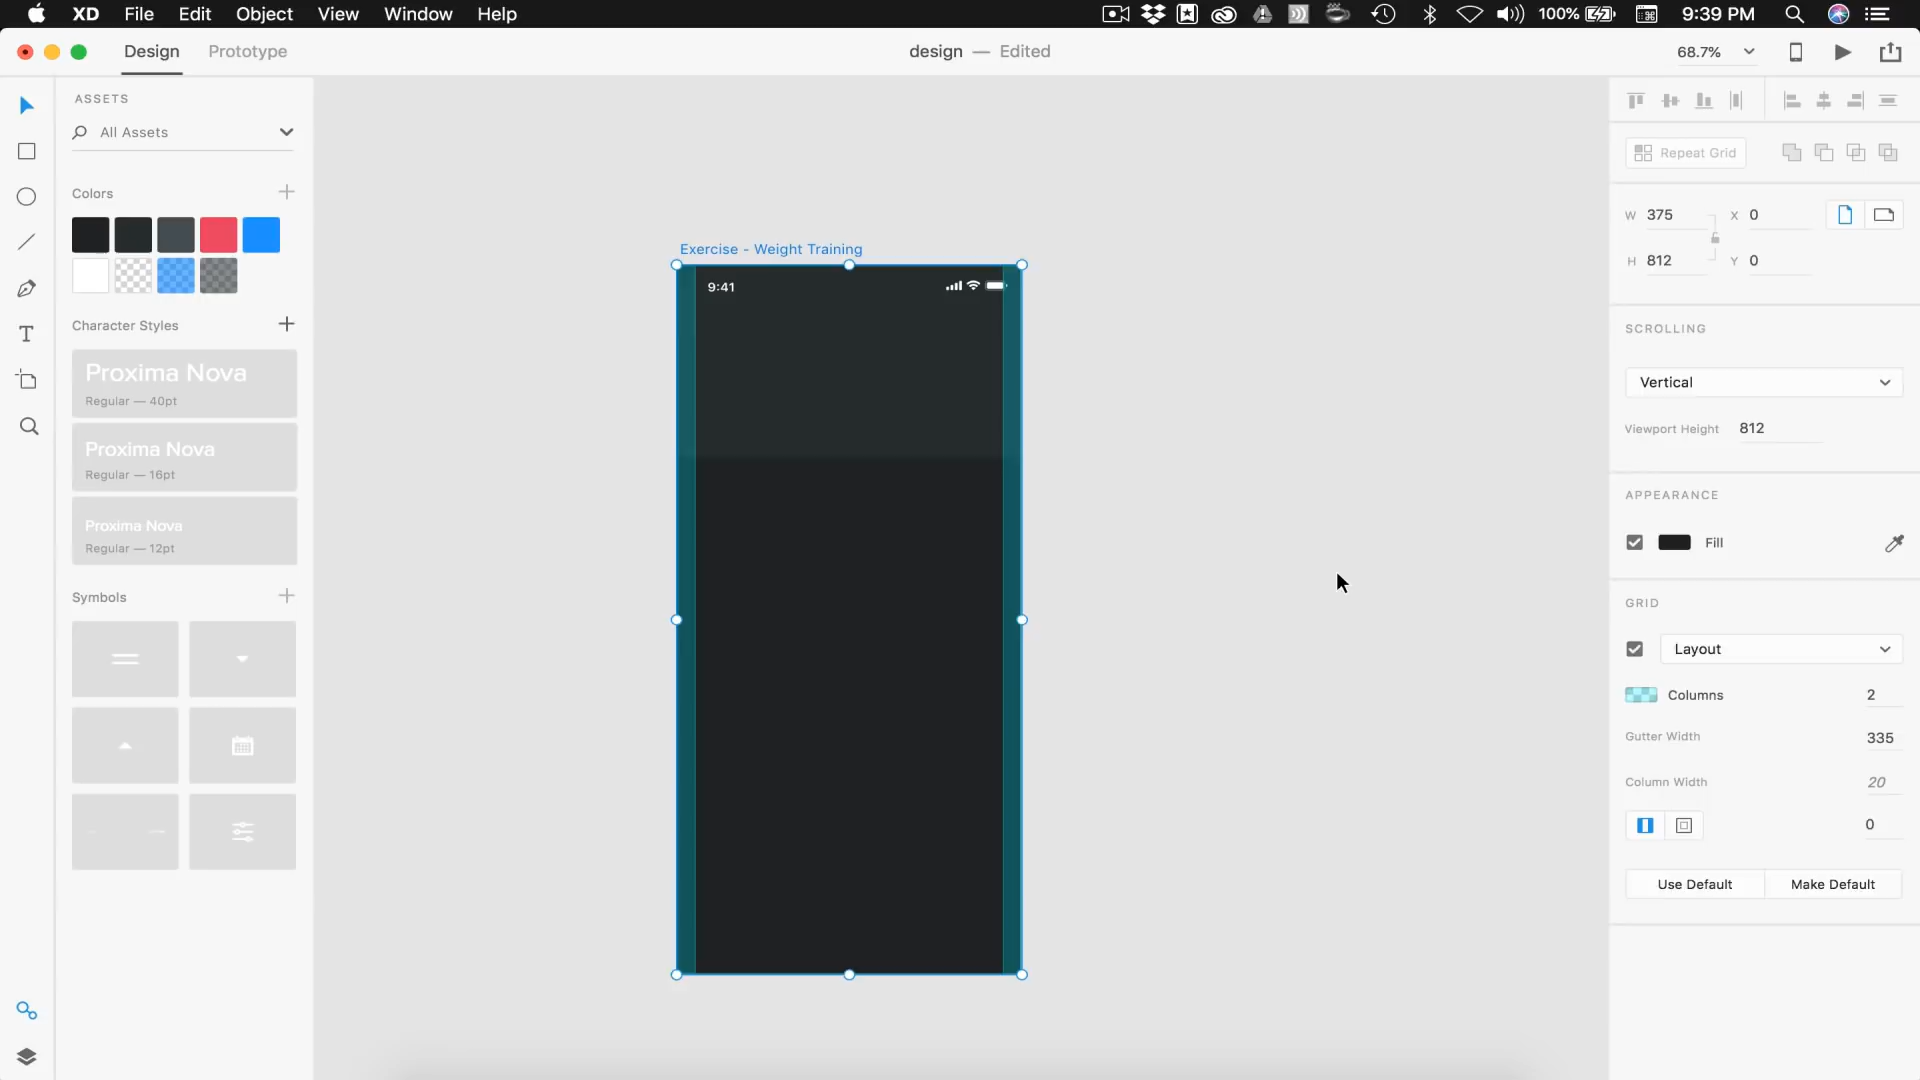 XD File Edit Object View Window Help 100% 9:39 PM
Design Prototype design — Edited 68.7%
ASSETS
All Assets
Colors
Character Styles
Proxima Nova
Regular — 40pt
Proxima Nova
Regular — 16pt
Proxima Nova
Regular — 12pt
Symbols
Exercise - Weight Training
9:41
Repeat Grid
W 375 X 0
H 812 Y 0
SCROLLING
Vertical
Viewport Height 812
APPEARANCE
Fill
GRID
Layout
Columns 2
Gutter Width 335
Column Width 20
0
Use Default Make Default